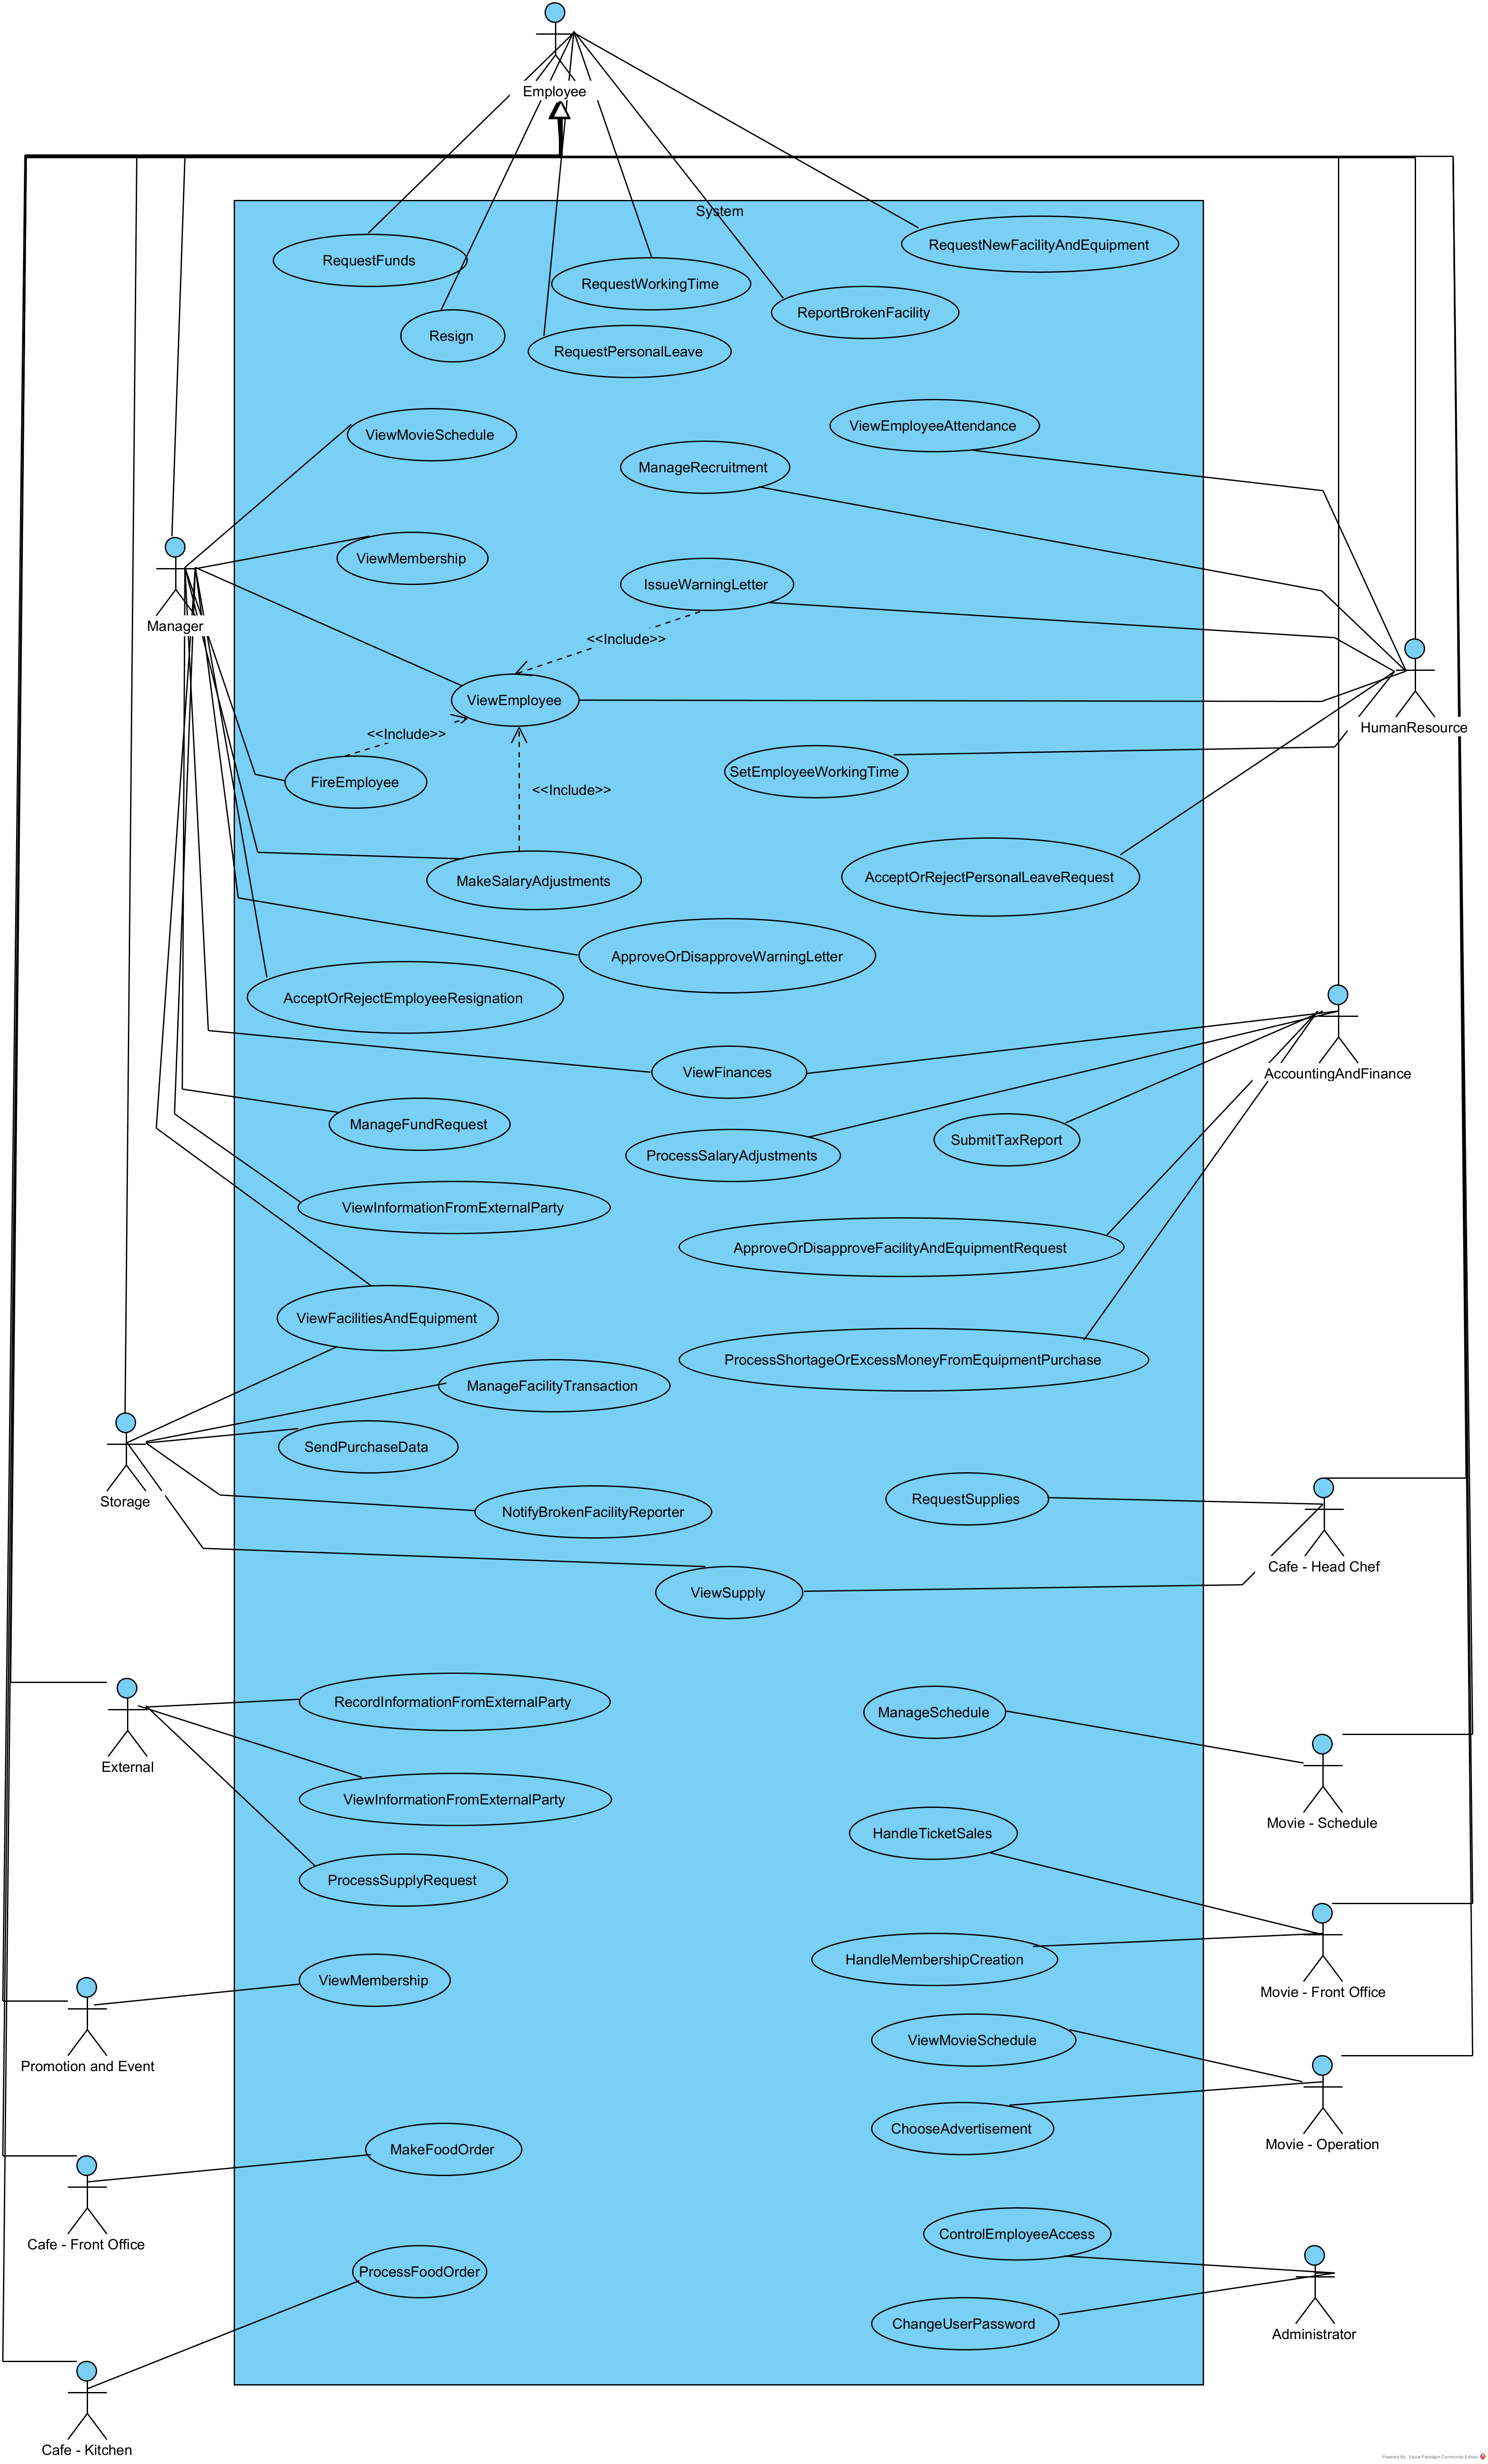 Employee
System
RequestNewFacilityAndEquipment
RequestFunds
RequestWorkingTime
ReportBrokenFacility
Resign
RequestPersonalLeave
ViewMovieSchedule
ViewEmployeeAttendance
ManageRecruitment
ViewMembership
IssueWarningLetter
Manager
<<Include>>
ViewEmployee
HumanResource
<<Include>>
FireEmployee
SetEmployeeWorkingTime
<<Include>>
MakeSalaryAdjustments
AcceptOrRejectPersonalLeaveRequest
ApproveOrDisapproveWarningLetter
AcceptOrRejectEmployeeResignation
ViewFinances
AccountingAndFinance
ManageFundRequest
SubmitTaxReport
ProcessSalaryAdjustments
ViewInformationFromExternalParty
ApproveOrDisapproveFacilityAndEquipmentRequest
ViewFacilitiesAndEquipment
ProcessShortageOrExcessMoneyFromEquipmentPurchase
ManageFacilityTransaction
SendPurchaseData
Storage
RequestSupplies
NotifyBrokenFacilityReporter
Cafe - Head Chef
ViewSupply
RecordInformationFromExternalParty
ManageSchedule
External
ViewInformationFromExternalParty
Movie - Schedule
HandleTicketSales
ProcessSupplyRequest
HandleMembershipCreation
ViewMembership
Movie - Front Office
ViewMovieSchedule
Promotion and Event
ChooseAdvertisement
MakeFoodOrder
Movie - Operation
ControlEmployeeAccess
Cafe - Front Office
ProcessFoodOrder
ChangeUserPassword
Administrator
Cafe - Kitchen
Powered By: Visual Paradigm Community Edition